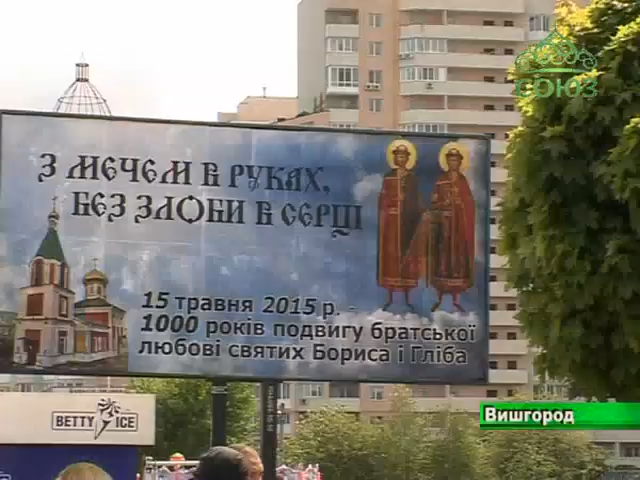 СОЮЗ
З МЕЧЕМ В РУКАХ,
БЕЗ ЗЛОБИ В СЕРЦІ
15 травня 2015 р. -
1000 років подвигу братської
любові святих Бориса і Гліба
BETTY ICE
Вишгород